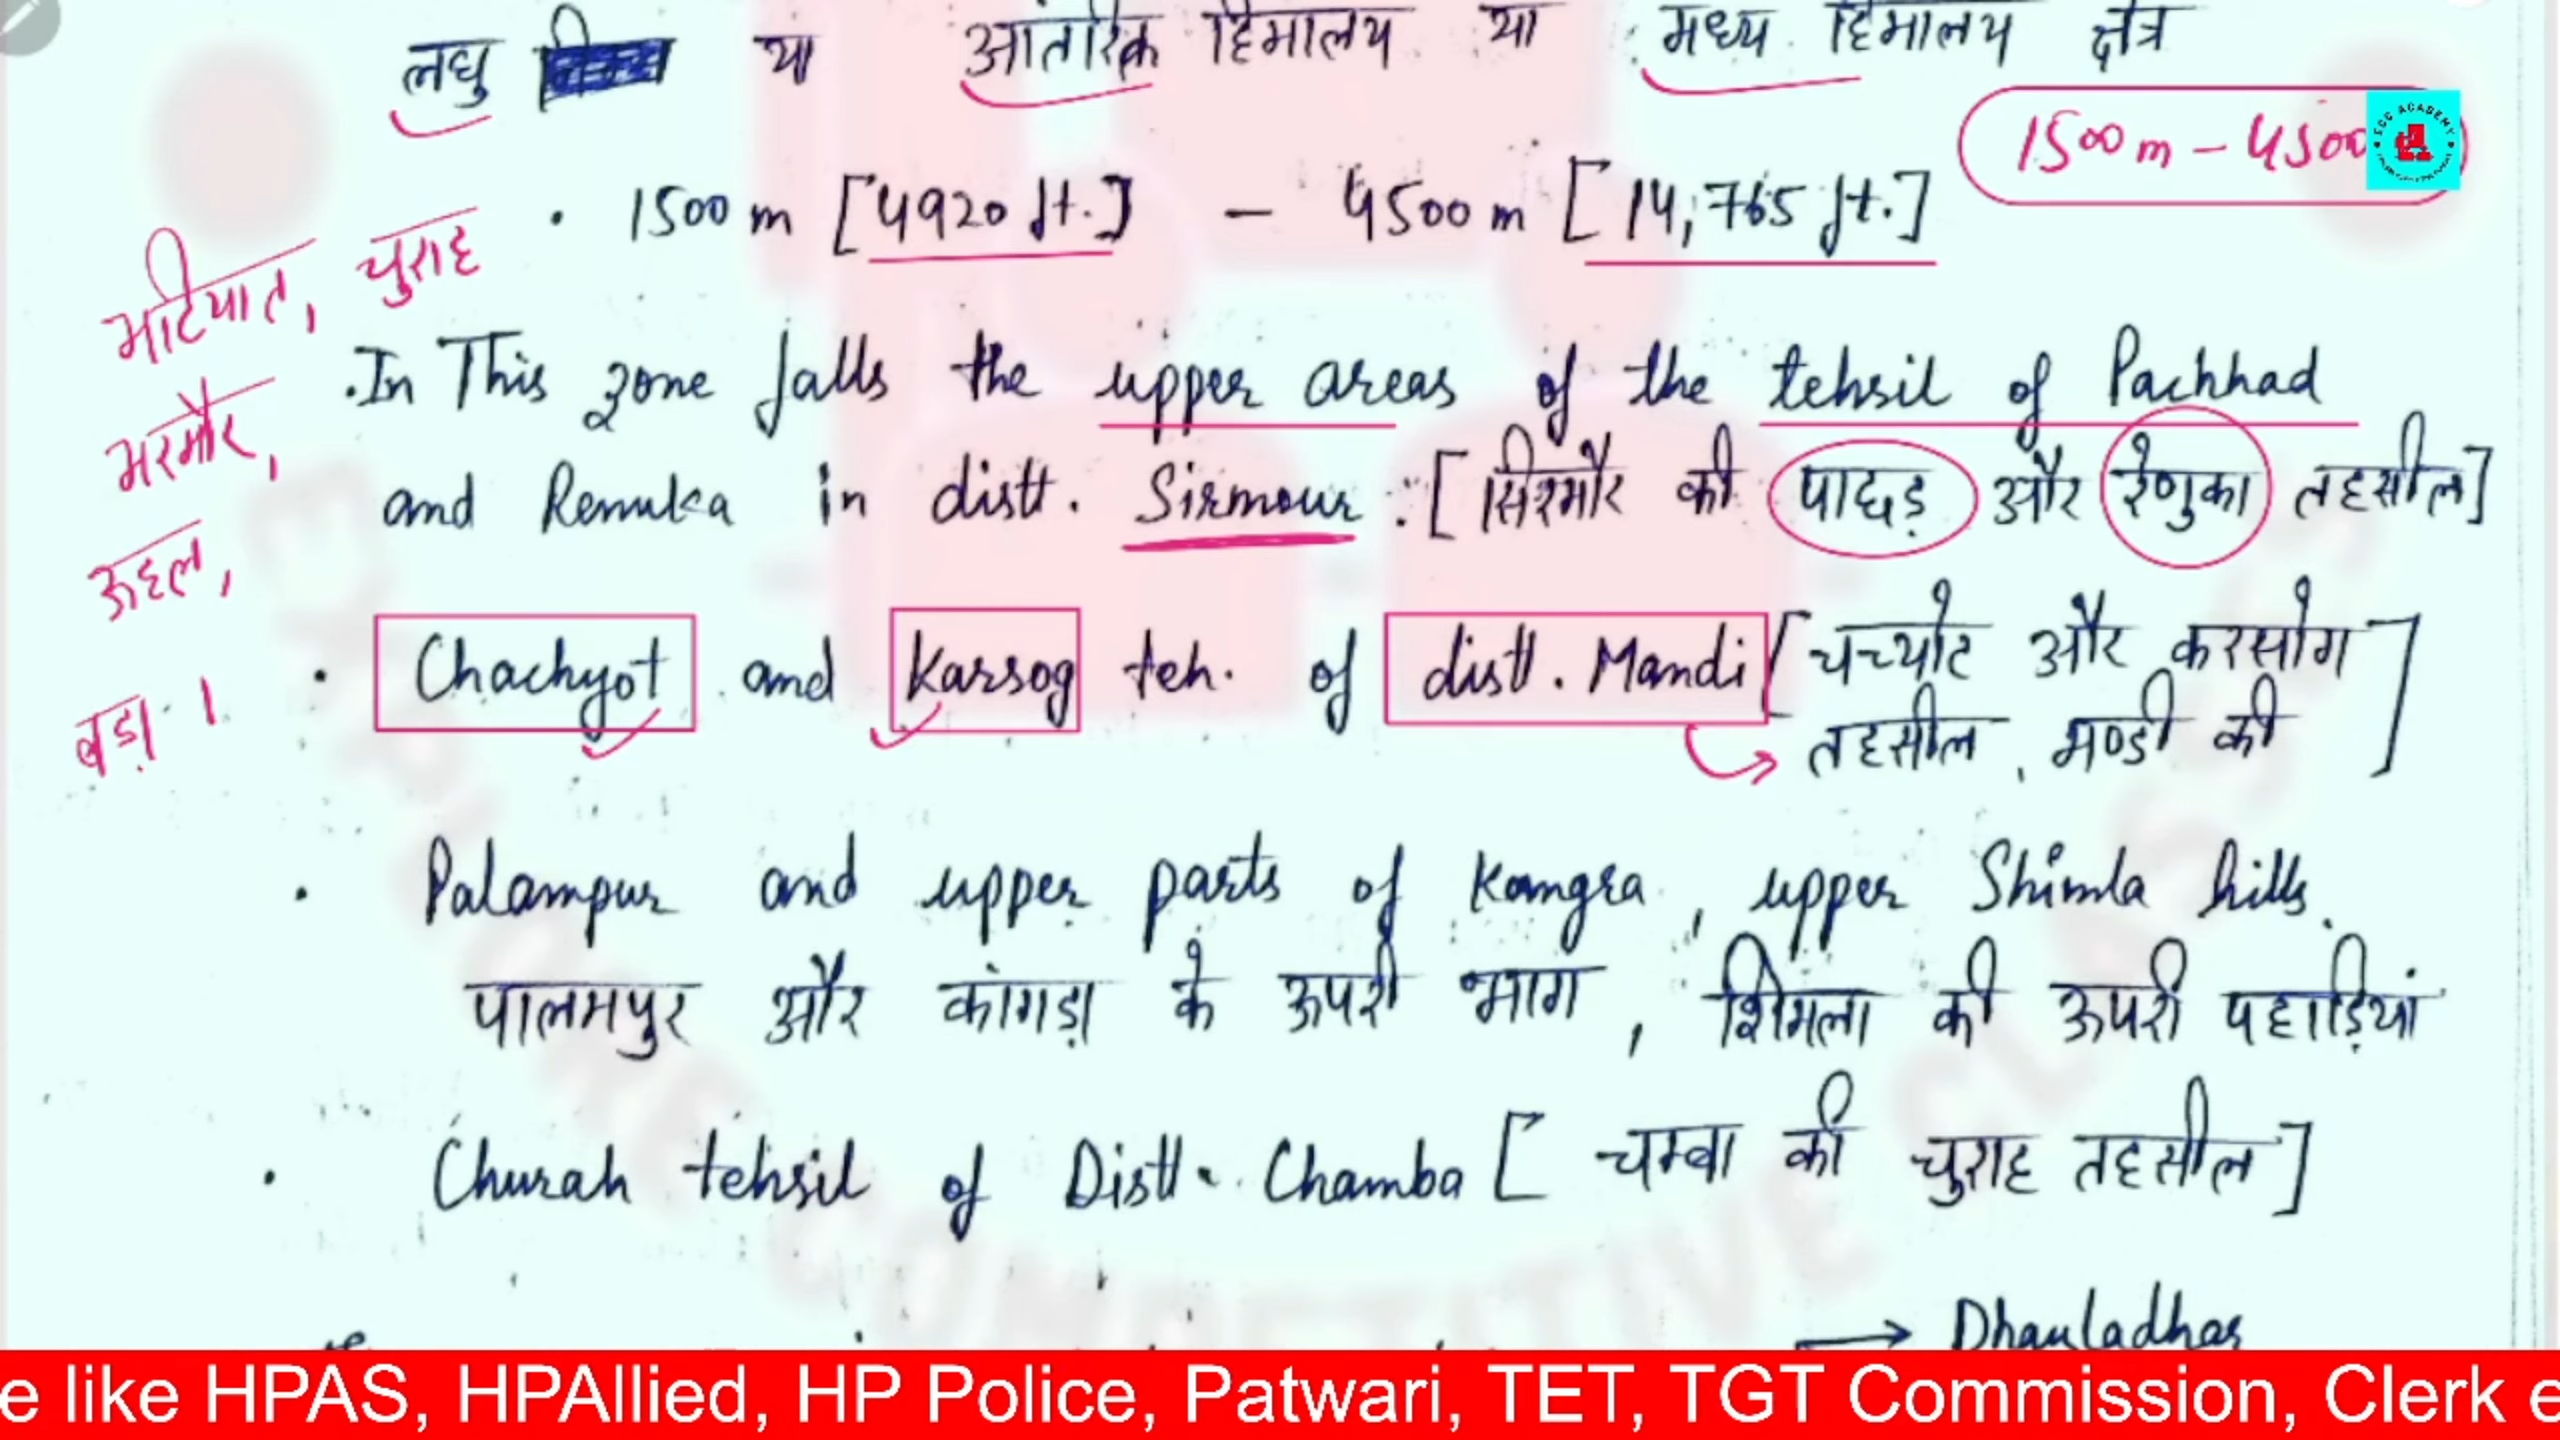 लघु या आंतरिक हिमालय या मध्य हिमालय क्षेत्र
1500 m - 4500
• 1500 m [4920 ft.] - 4500 m [14,765 ft.]
भटियात, चुराह
भरमौर,
ऊहल,
बड़ा ।
• In This zone falls the upper areas of the tehsil of Pachhad
and Renuka in distt. Sirmour :[सिरमौर की पाछड़ और रेणुका तहसील]
• Chachyot and Karsog teh. of distt. Mandi [चच्योट और करसोग
तहसील, मण्डी की]
• Palampur and upper parts of Kangra, upper Shimla hills.
पालमपुर और कांगड़ा के ऊपरी भाग, शिमला की ऊपरी पहाड़ियां
• Churah tehsil of Distt. Chamba [चम्बा की चुराह तहसील]
→ Dhauladhar
e like HPAS, HPAllied, HP Police, Patwari, TET, TGT Commission, Clerk e